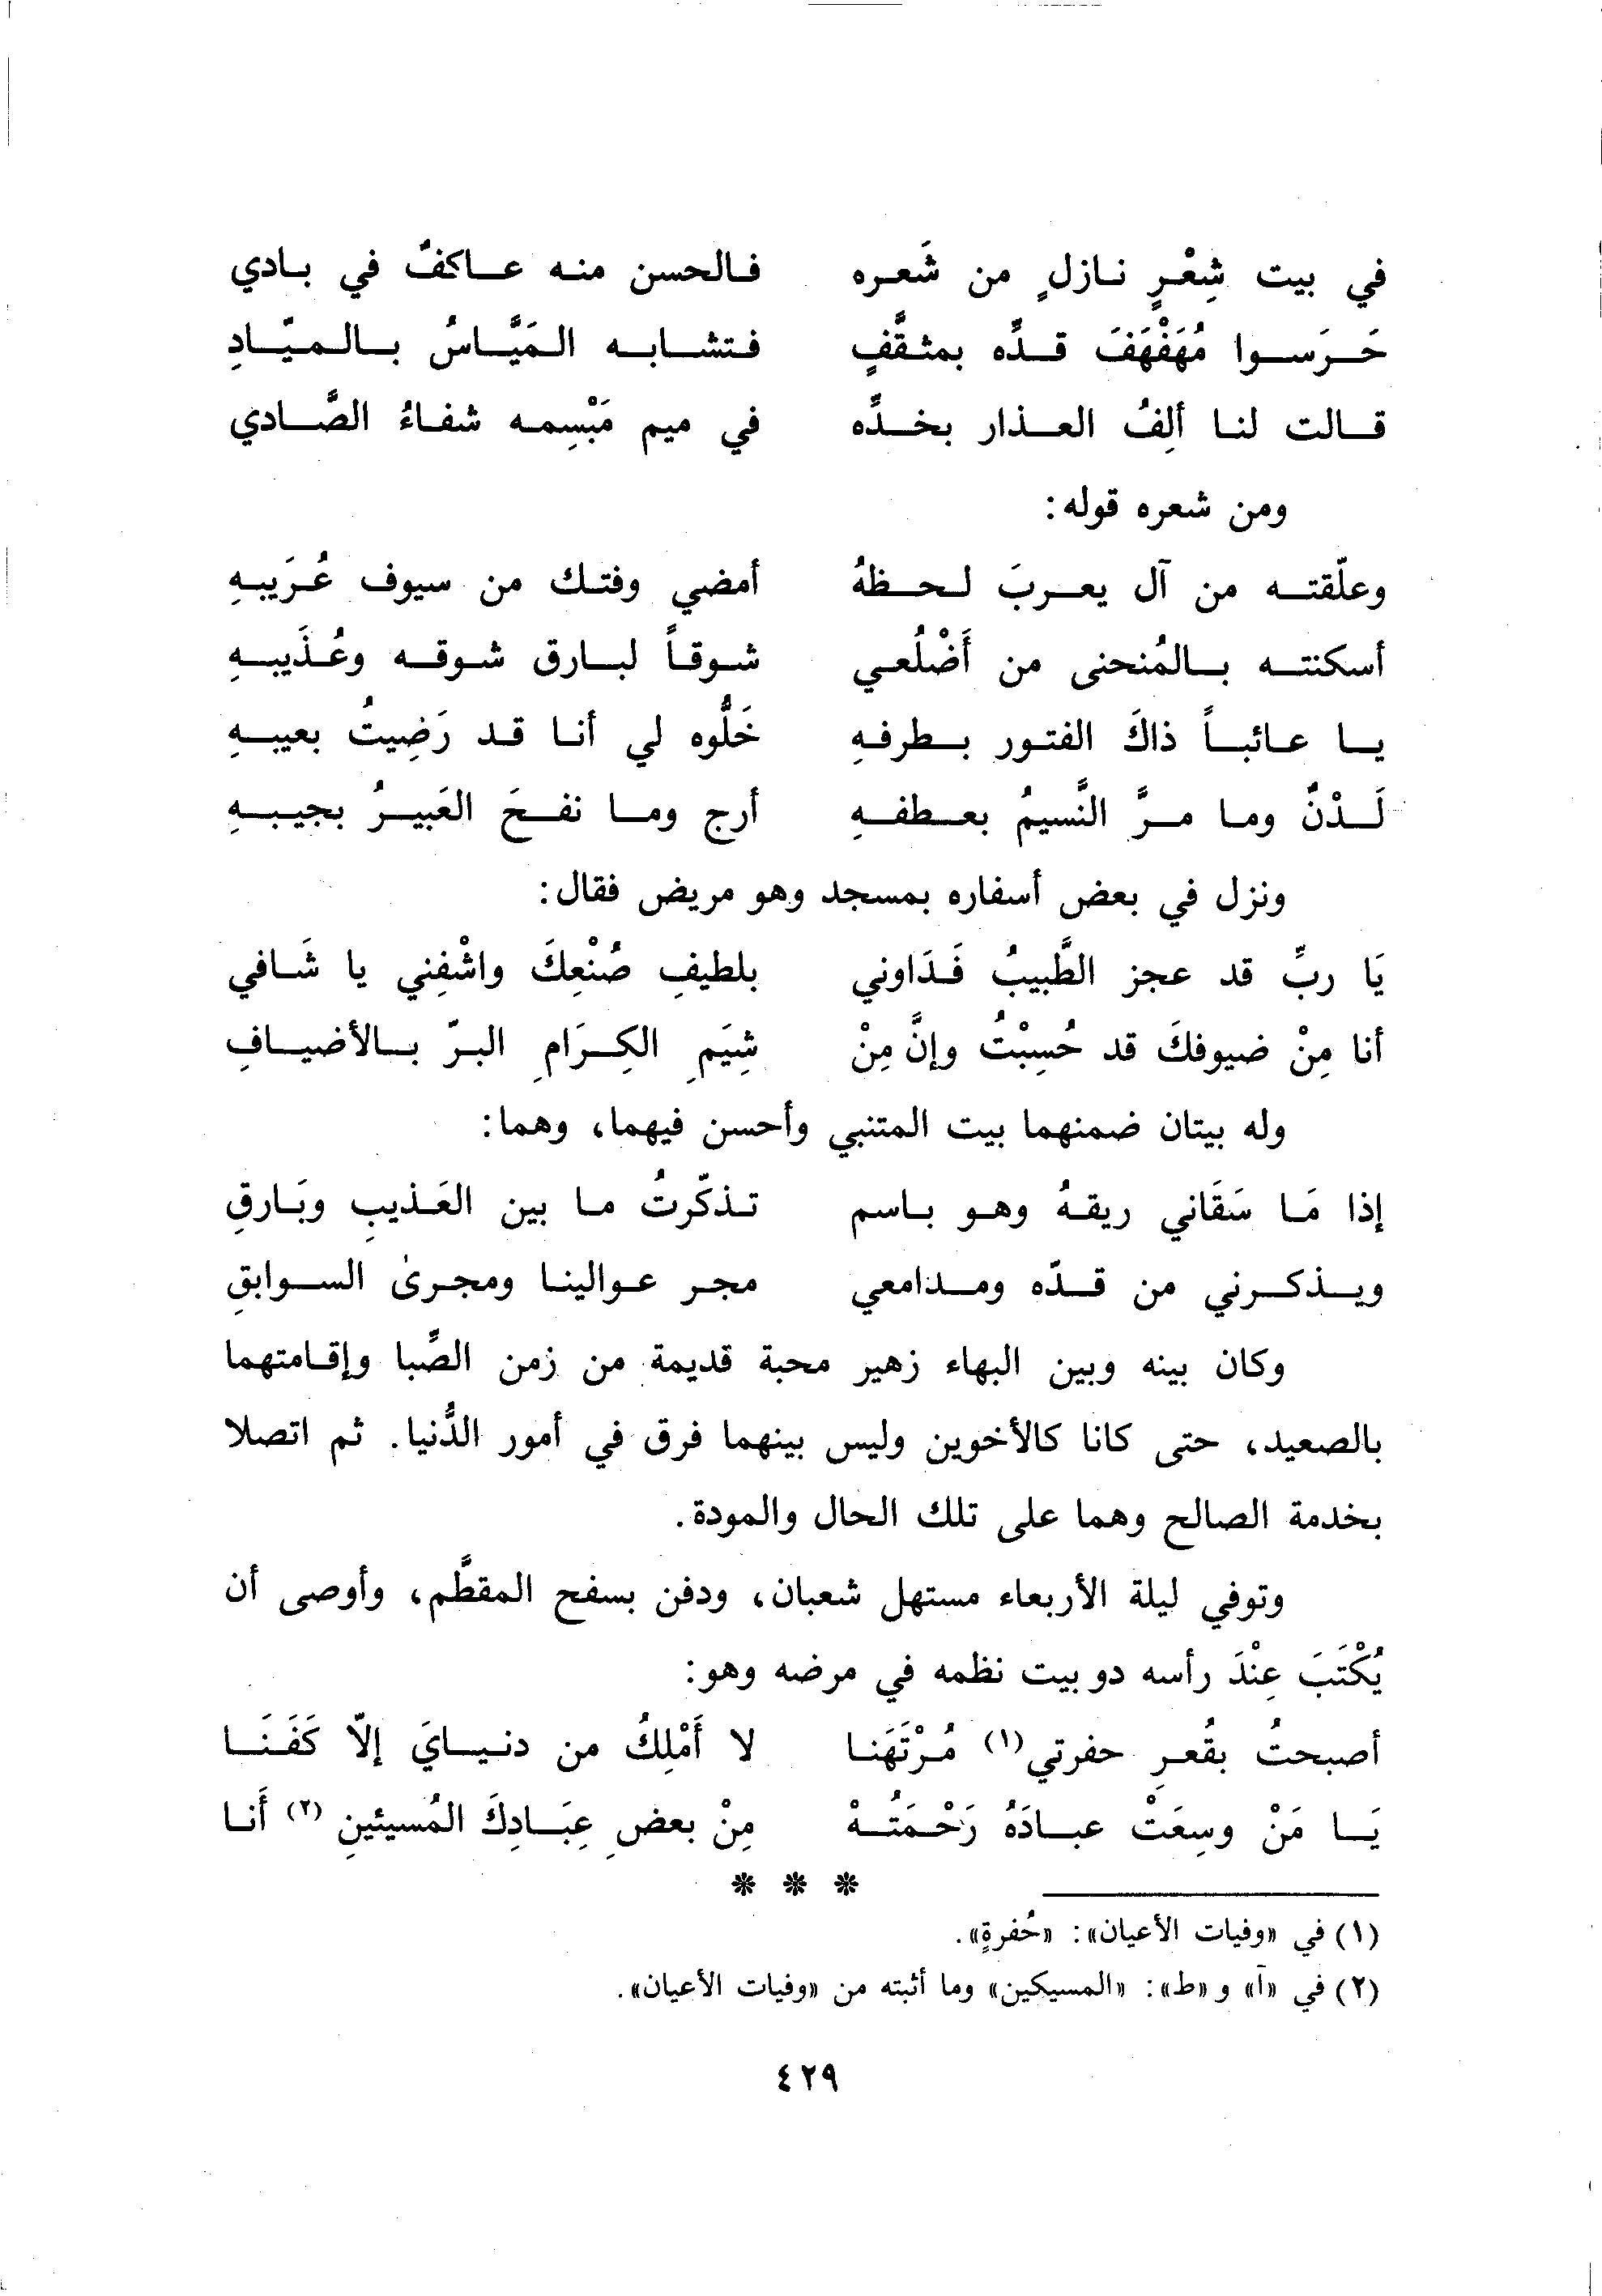 في بيت شِعْرٍ نازلٍ من شَعره فالحسن منه عاكفٌ في بادي
حَرَسوا مُهَفْهَفَ قدِّه بمثقَّفٍ فتشابه المَيَّاسُ بالميّادِ
قالت لنا ألِفُ العذار بخدِّه في ميم مَبْسِمه شفاءُ الصَّادي
ومن شعره قوله:
وعلّقته من آل يعربَ لحظهُ أمضي وفتك من سيوف عُرَيبهِ
أسكنته بالمُنحنى من أَضْلُعي شوقاً لبارق شوقه وعُذَيبهِ
يا عائباً ذاكَ الفتور بطرفهِ خَلُّوه لي أنا قد رَضِيتُ بعيبهِ
لَدْنٌ وما مرَّ النَّسيمُ بعطفهِ أرج وما نفحَ العَبيرُ بجيبهِ
ونزل في بعض أسفاره بمسجد وهو مريض فقال:
يَا ربِّ قد عجز الطَّبيبُ فَدَاوني بلطيفِ صُنْعِكَ واشْفِني يا شَافي
أنا مِنْ ضيوفكَ قد حُسِبْتُ وإنَّ مِنْ شِيَمِ الكِرَامِ البرّ بالأضيافِ
وله بيتان ضمنهما بيت المتنبي وأحسن فيهما، وهما:
إذا مَا سَقَاني ريقهُ وهو باسم تذكّرتُ ما بين العَذيبِ وبَارقِ
ويذكرني من قدّه ومدامعي مجر عوالينا ومجرىٰ السوابقِ
وكان بينه وبين البهاء زهير محبة قديمة من زمن الصِّبا وإقامتهما
بالصعيد، حتى كانا كالأخوين وليس بينهما فرق في أمور الدُّنيا. ثم اتصلا
بخدمة الصالح وهما على تلك الحال والمودة.
وتوفي ليلة الأربعاء مستهل شعبان، ودفن بسفح المقطَّم، وأوصى أن
يُكْتَبَ عِنْدَ رأسه دو بيت نظمه في مرضه وهو:
أصبحتُ بقُعرِ حفرتي(١) مُرْتَهَنا لا أَمْلِكُ من دنيايَ إلاّ كَفَنَا
يَا مَنْ وسِعَتْ عبادَهُ رَحْمَتُهْ مِنْ بعضِ عِبَادِكَ المُسيئينِ(٢) أَنا
* * *
(١) في «وفيات الأعيان»: «حُفرةٍ».
(٢) في «آ» و«ط»: «المسيكين» وما أثبته من «وفيات الأعيان».
٤٢٩